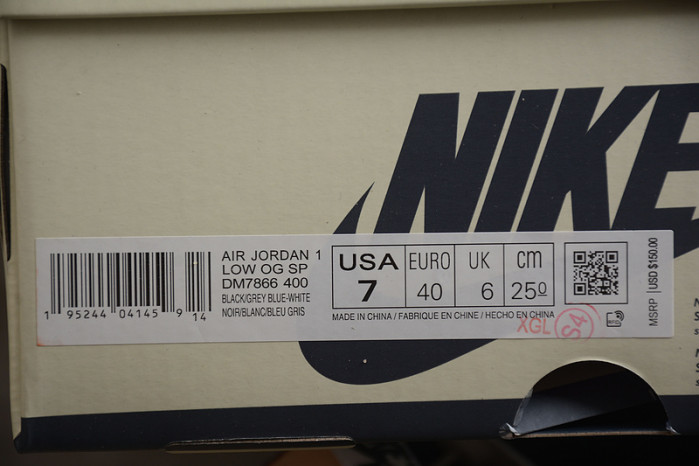 NIKE
AIR JORDAN 1
LOW OG SP
DM7866 400
BLACK/GREY BLUE-WHITE
NOIR/BLANC/BLEU GRIS
1 95244 04145 9 14
USA EURO UK cm
7 40 6 250
MADE IN CHINA / FABRIQUE EN CHINE / HECHO EN CHINA
XGL S4
MSRP USD $150.00